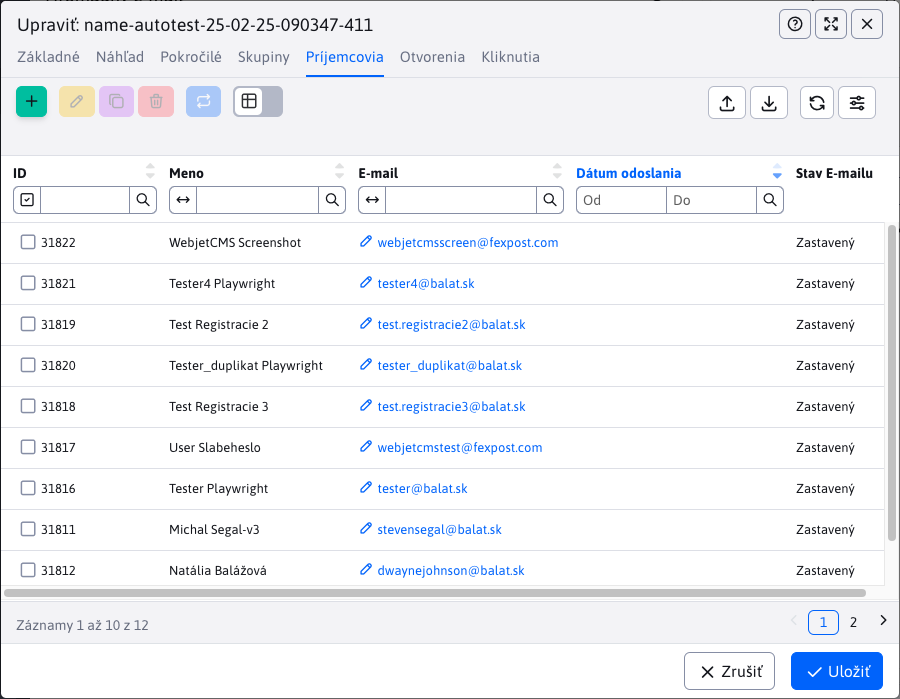 Upraviť: name-autotest-25-02-25-090347-411
Základné Náhľad Pokročilé Skupiny Príjemcovia Otvorenia Kliknutia
ID Meno E-mail Dátum odoslania Stav E-mailu
Od Do
31822 WebjetCMS Screenshot webjetcmsscreen@fexpost.com Zastavený
31821 Tester4 Playwright tester4@balat.sk Zastavený
31819 Test Registracie 2 test.registracie2@balat.sk Zastavený
31820 Tester_duplikat Playwright tester_duplikat@balat.sk Zastavený
31818 Test Registracie 3 test.registracie3@balat.sk Zastavený
31817 User Slabeheslo webjetcmstest@fexpost.com Zastavený
31816 Tester Playwright tester@balat.sk Zastavený
31811 Michal Segal-v3 stevensegal@balat.sk Zastavený
31812 Natália Balážová dwaynejohnson@balat.sk Zastavený
Záznamy 1 až 10 z 12 1 2
Zrušiť Uložiť